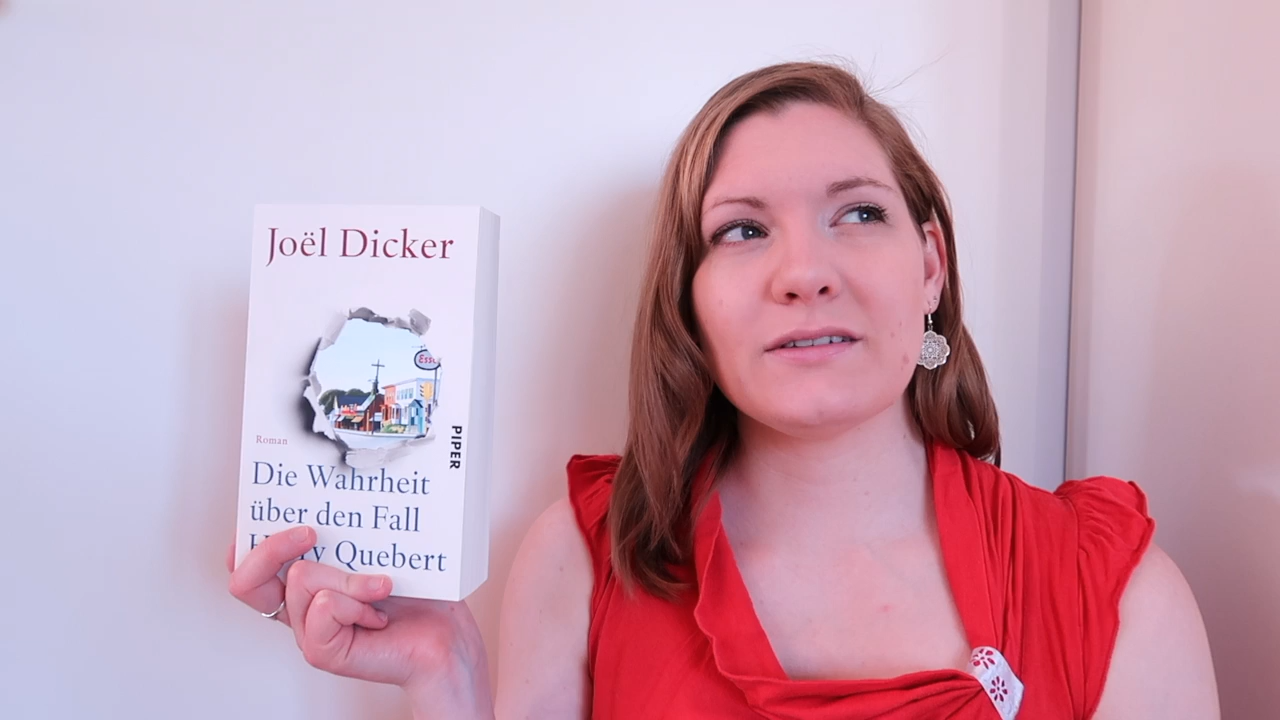 Joël Dicker
Esso
PIPER
Roman
Die Wahrheit
über den Fall
Quebert